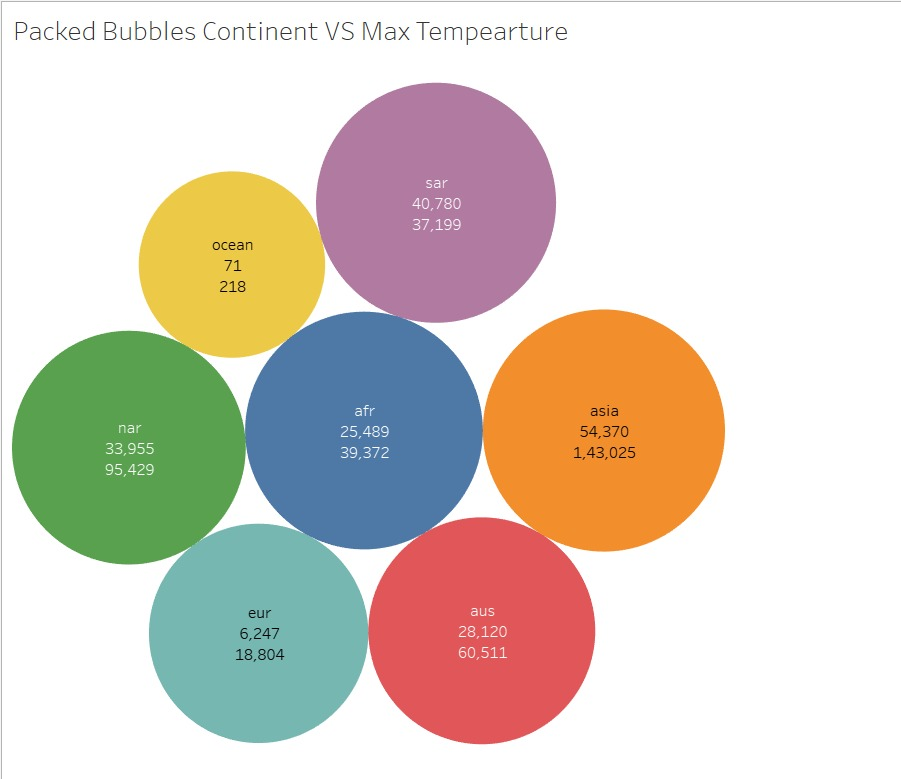 Packed Bubbles Continent VS Max Tempearture
sar
40,780
37,199
ocean
71
218
afr
25,489
39,372
asia
54,370
1,43,025
nar
33,955
95,429
eur
6,247
18,804
aus
28,120
60,511